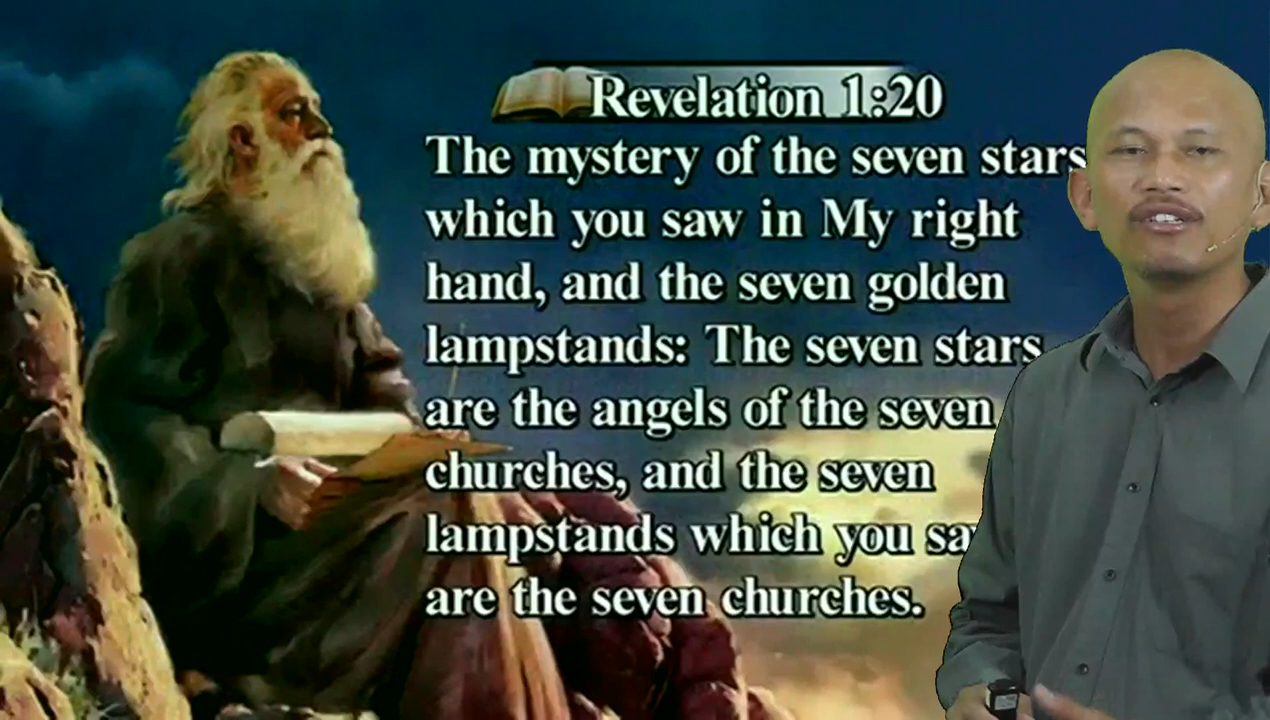 Revelation 1:20
The mystery of the seven stars
which you saw in My right
hand, and the seven golden
lampstands: The seven stars
are the angels of the seven
churches, and the seven
lampstands which you
are the seven churches.